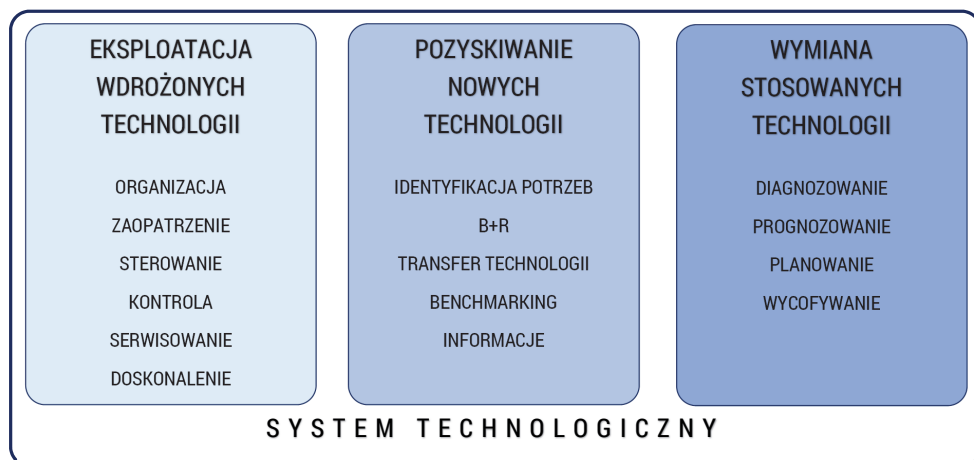 EKSPLOATACJA
WDROŻONYCH
TECHNOLOGII
ORGANIZACJA
ZAOPATRZENIE
STEROWANIE
KONTROLA
SERWISOWANIE
DOSKONALENIE
POZYSKIWANIE
NOWYCH
TECHNOLOGII
IDENTYFIKACJA POTRZEB
B+R
TRANSFER TECHNOLOGII
BENCHMARKING
INFORMACJE
WYMIANA
STOSOWANYCH
TECHNOLOGII
DIAGNOZOWANIE
PROGNOZOWANIE
PLANOWANIE
WYCOFYWANIE
SYSTEM TECHNOLOGICZNY